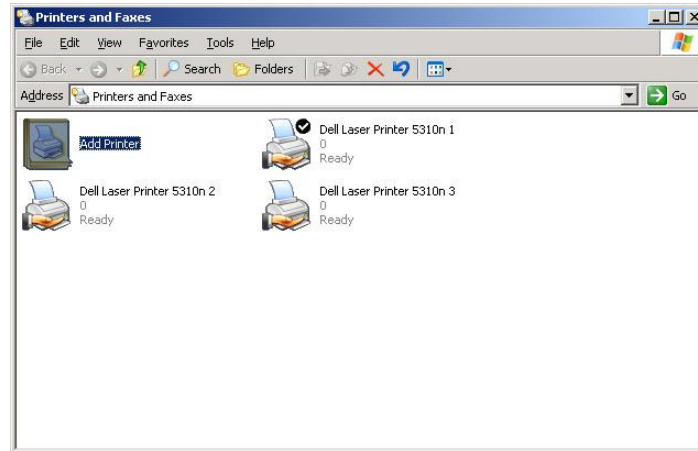 Printers and Faxes
File Edit View Favorites Tools Help
Back Search Folders
Address Printers and Faxes Go
Add Printer
Dell Laser Printer 5310n 1
0
Ready
Dell Laser Printer 5310n 2
0
Ready
Dell Laser Printer 5310n 3
0
Ready